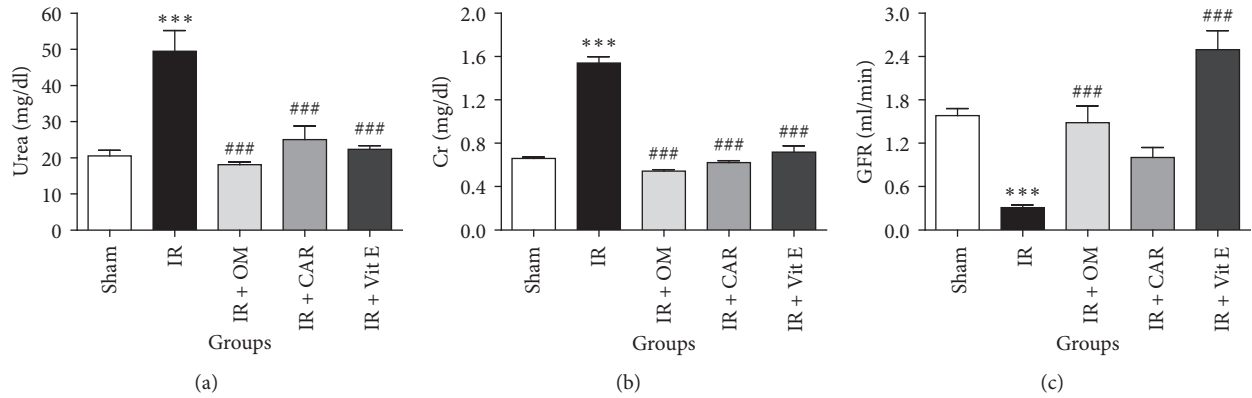 Urea (mg/dl)
60
50
40
30
20
10
0
***
###
###
###
Sham
IR
IR + OM
IR + CAR
IR + Vit E
Groups
(a)
Cr (mg/dl)
2.0
1.6
1.2
0.8
0.4
0.0
***
###
###
###
Sham
IR
IR + OM
IR + CAR
IR + Vit E
Groups
(b)
GFR (ml/min)
3.0
2.4
1.8
1.2
0.6
0.0
***
###
###
Sham
IR
IR + OM
IR + CAR
IR + Vit E
Groups
(c)